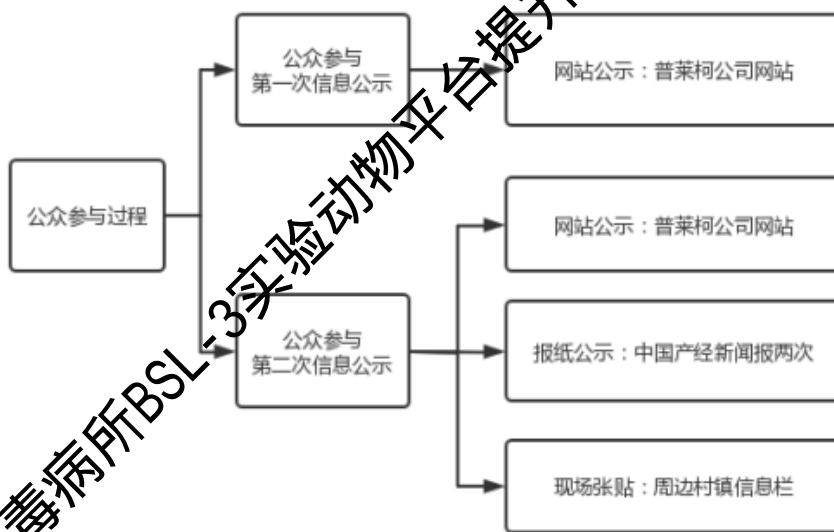 公众参与
第一次信息公示
网站公示：普莱柯公司网站
公众参与过程
网站公示：普莱柯公司网站
公众参与
第二次信息公示
报纸公示：中国产经新闻报两次
现场张贴：周边村镇信息栏
毒病所BSL-3实验动物平台提升